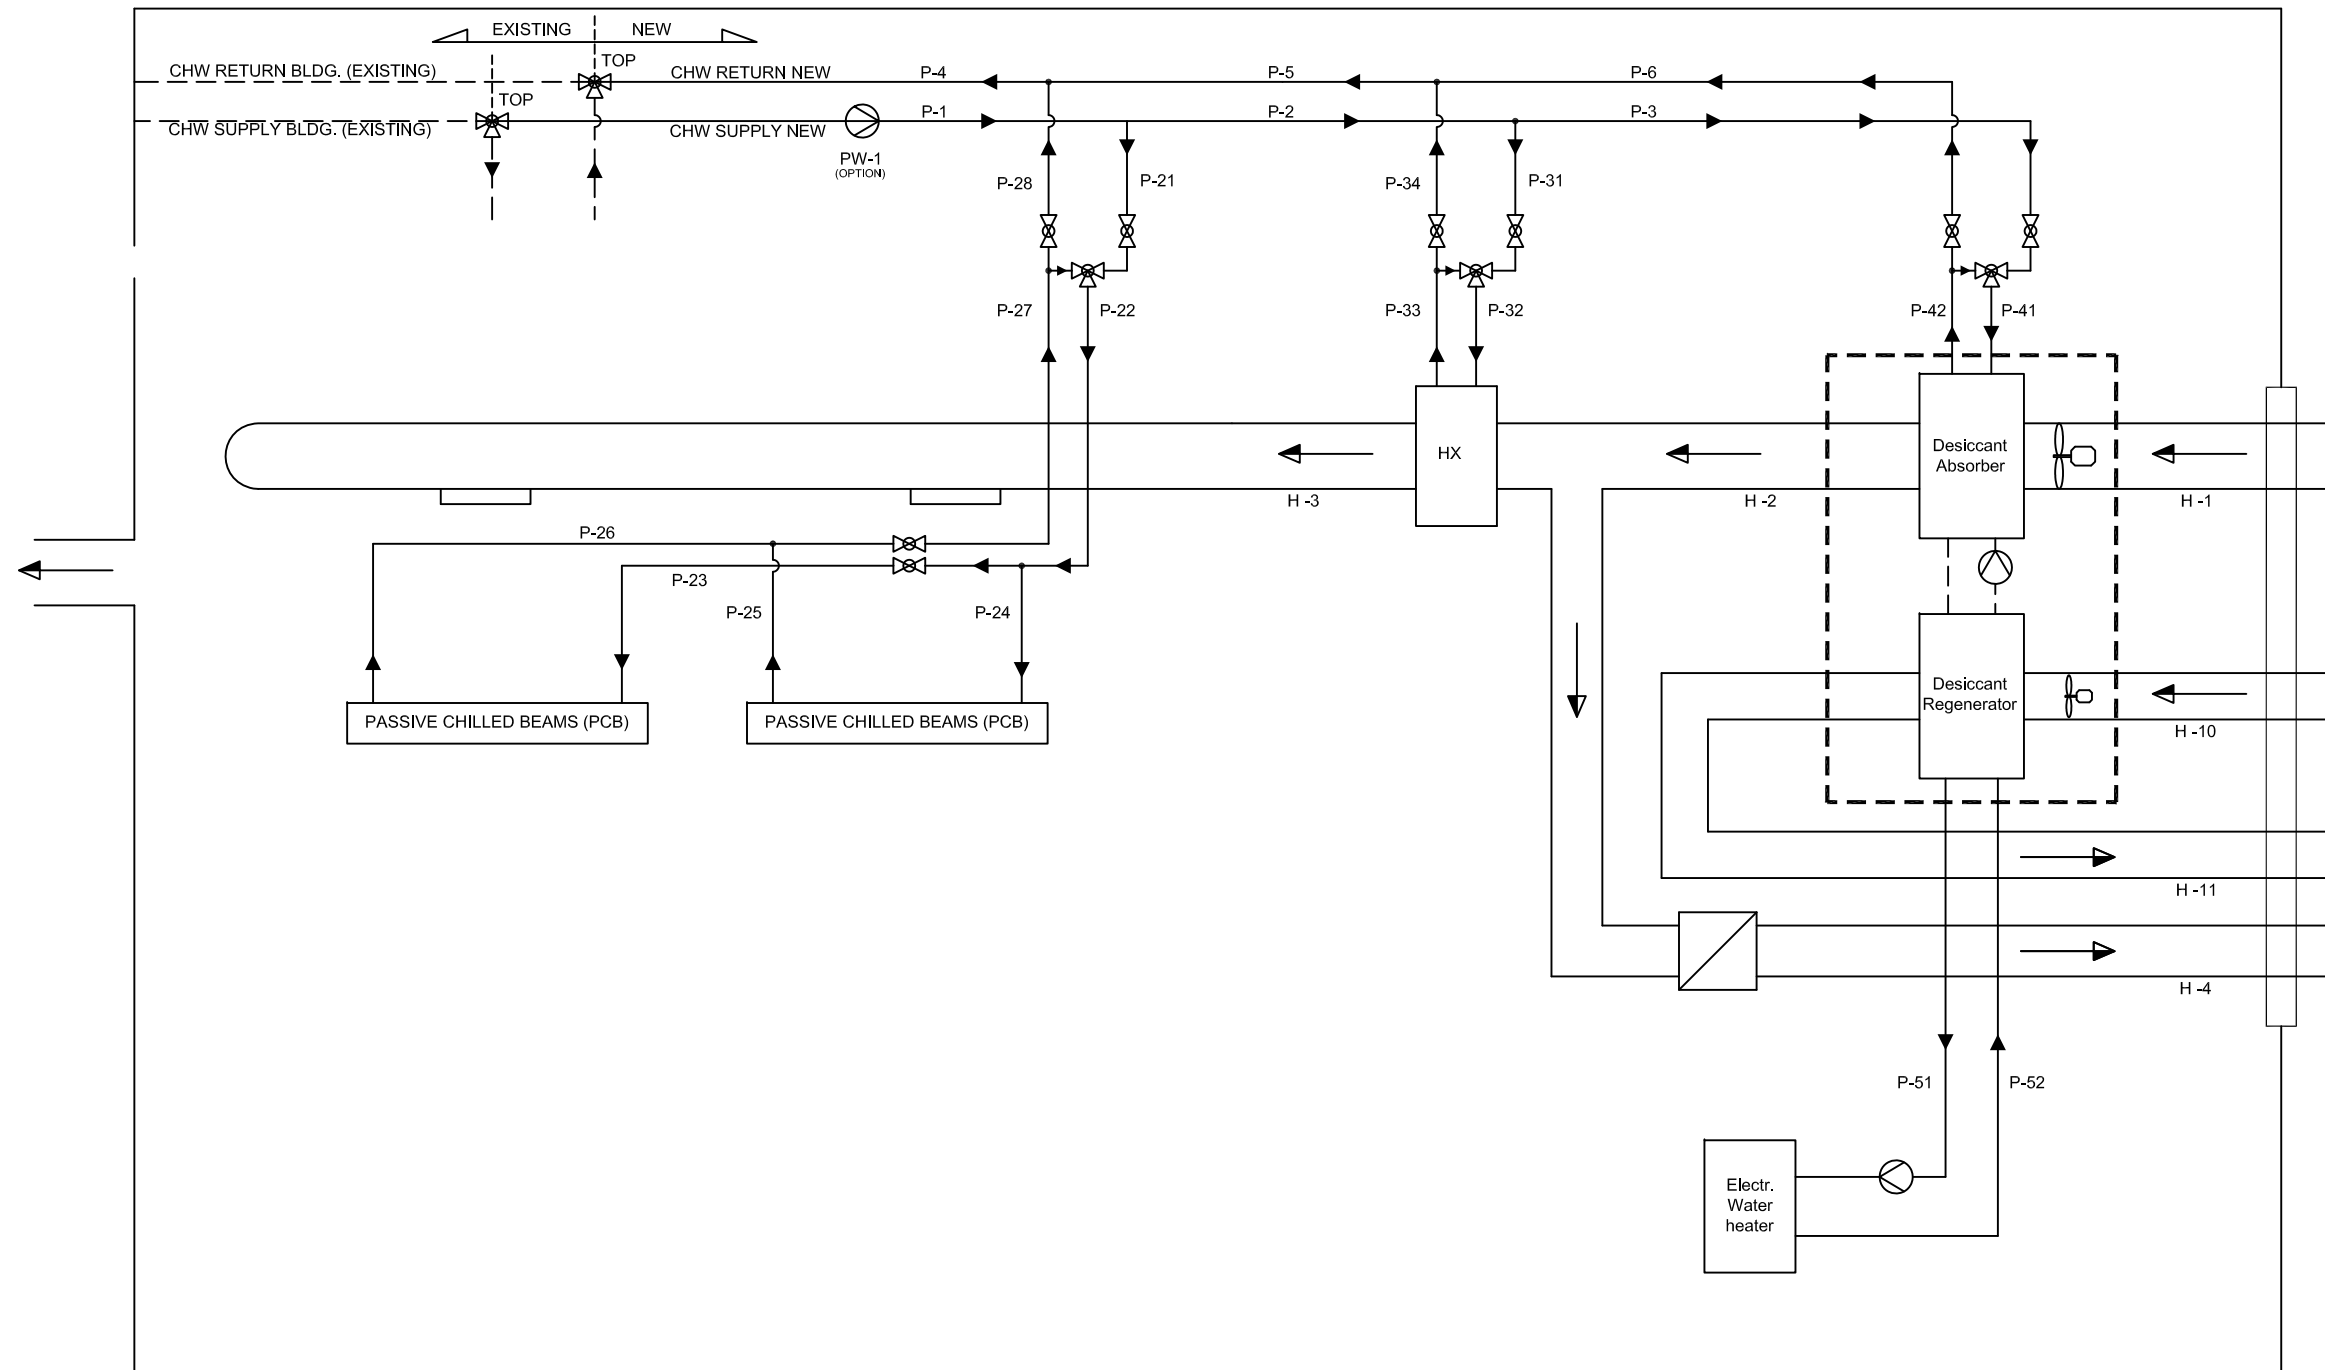 EXISTING NEW
TOP
CHW RETURN BLDG. (EXISTING)
CHW RETURN NEW
P-4
P-5
P-6
TOP
CHW SUPPLY BLDG. (EXISTING)
CHW SUPPLY NEW
P-1
P-2
P-3
PW-1
(OPTION)
P-28
P-21
P-34
P-31
P-27
P-22
P-33
P-32
P-42
P-41
HX
Desiccant
Absorber
H -3
H -2
H -1
P-26
P-23
P-25
P-24
PASSIVE CHILLED BEAMS (PCB)
PASSIVE CHILLED BEAMS (PCB)
Desiccant
Regenerator
H -10
H -11
H -4
P-51
P-52
Electr.
Water
heater